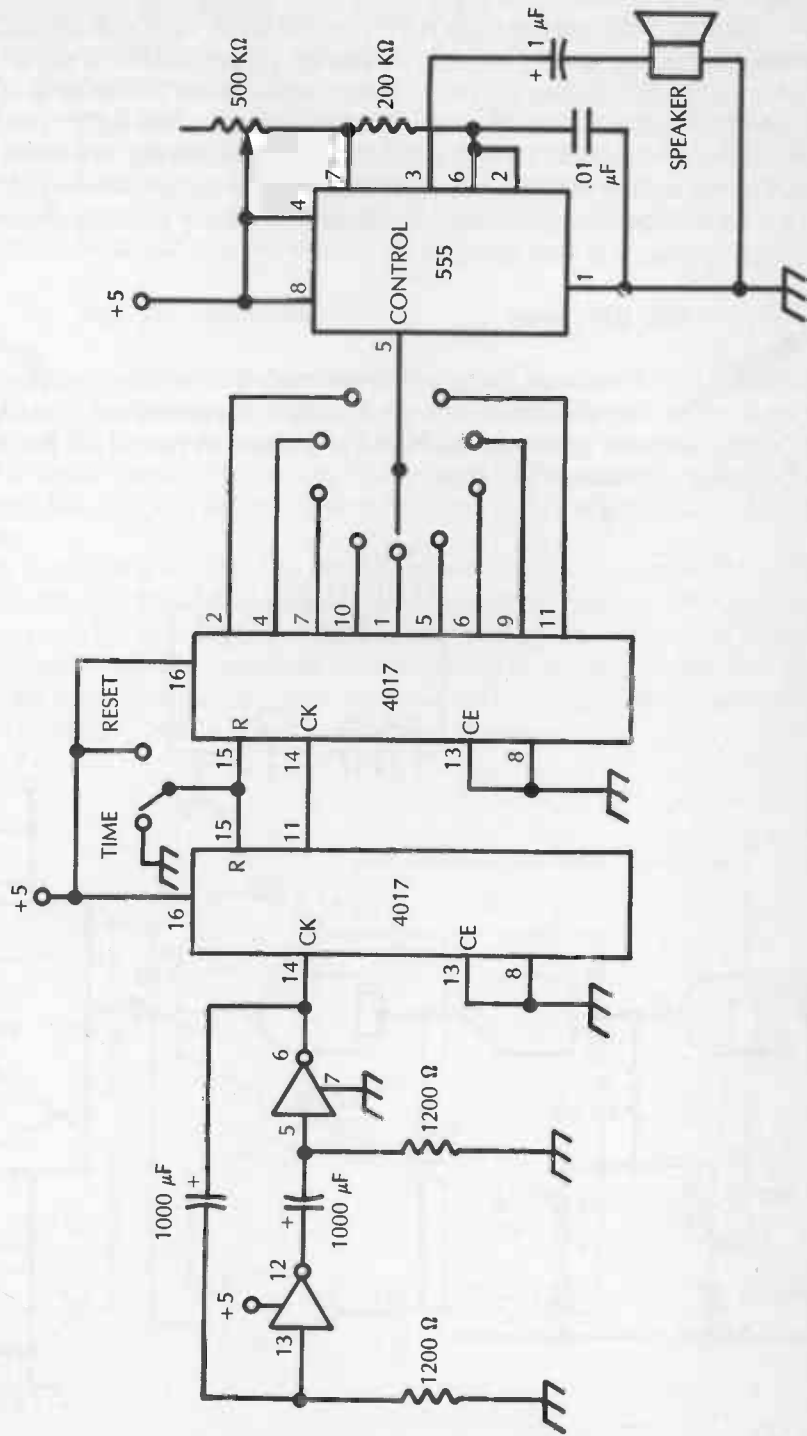 1000 μF
+
+5
13
12
+
1000 μF
5
6
7
1200 Ω
1200 Ω
+5
16
14
CK
R
15
4017
11
13
CE
8
TIME
RESET
16
15
R
14
CK
4017
13
CE
8
2
4
7
10
1
5
6
9
11
+5
8
4
5
CONTROL
555
7
3
6
2
1
500 KΩ
200 KΩ
.01
μF
+
1 μF
SPEAKER